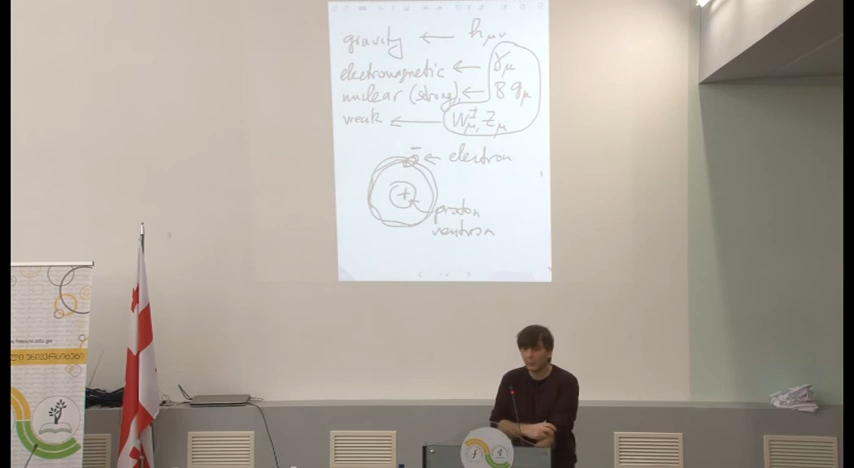 gravity ← hμν
electromagnetic ← γμ
nuclear (strong) ← 8 gμ
weak ← W±μ, Zμ
- ← electron
+ proton
neutron